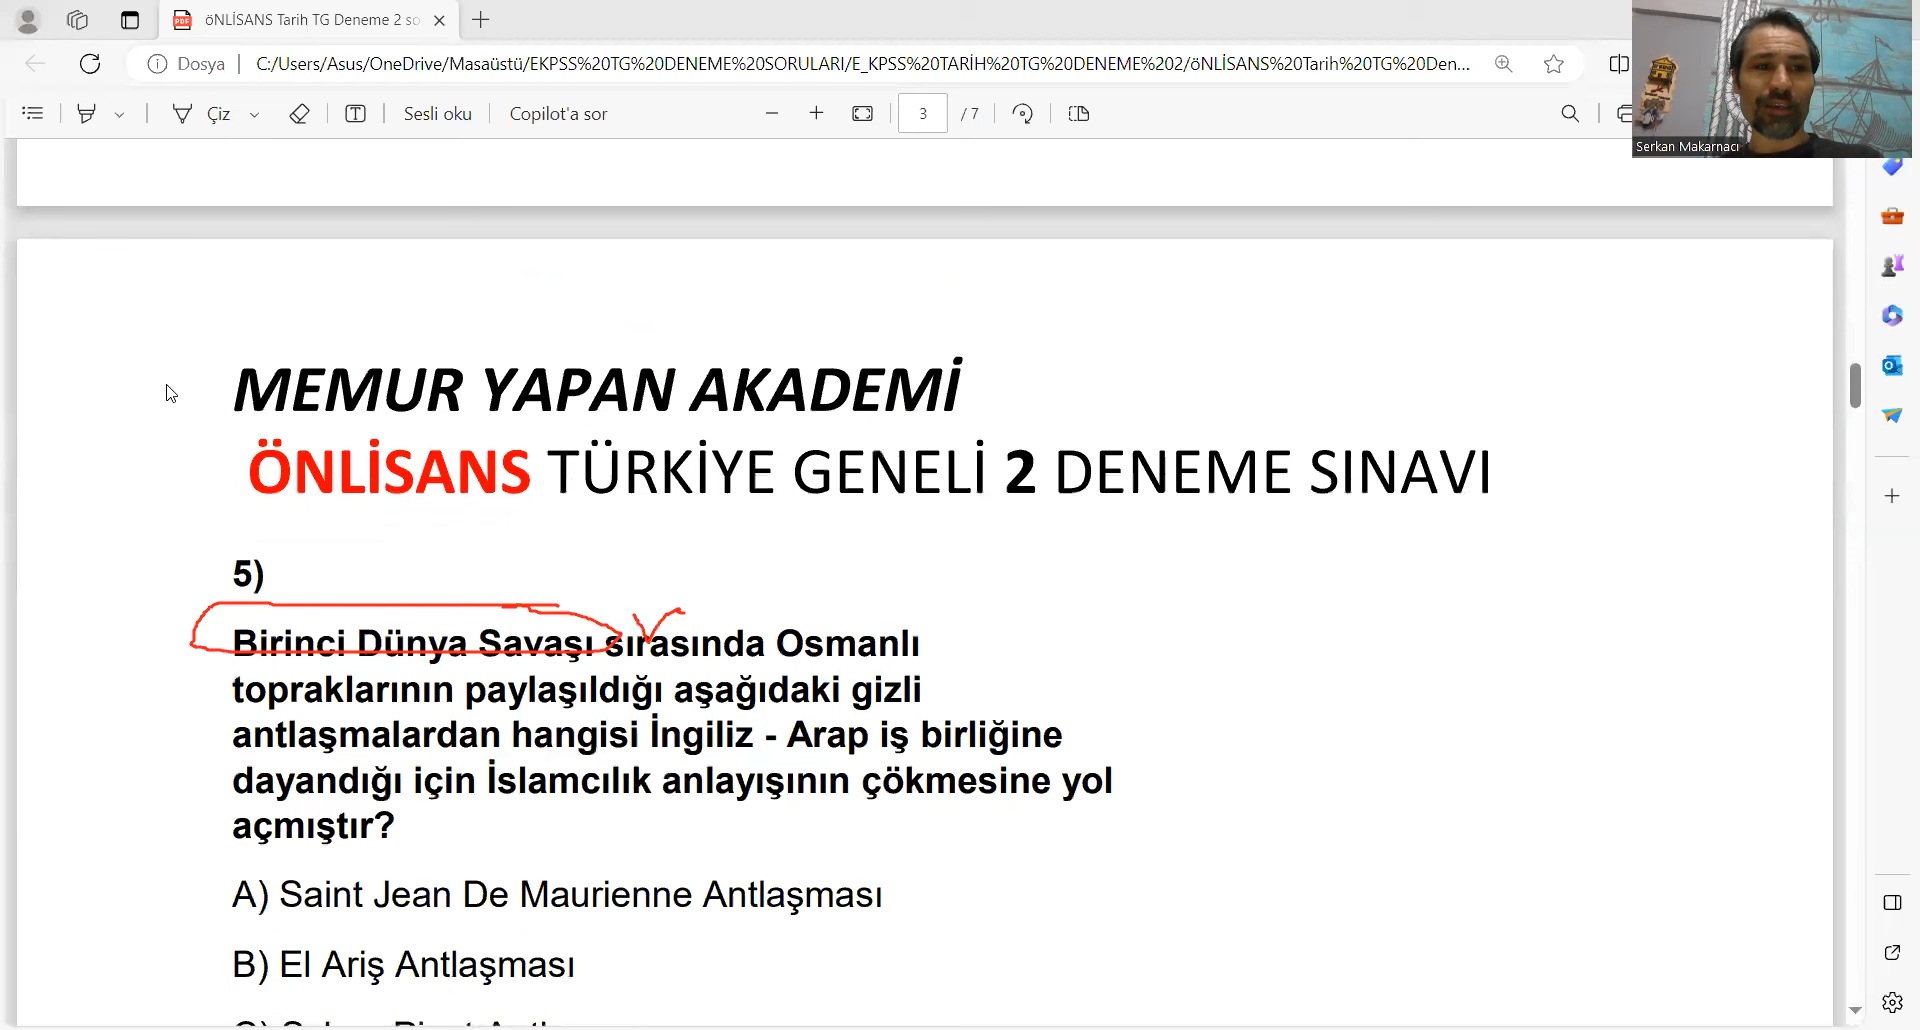 öNLİSANS Tarih TG Deneme 2 so
Dosya
C:/Users/Asus/OneDrive/Masaüstü/EKPSS%20TG%20DENEME%20SORULARI/E_KPSS%20TARİH%20TG%20DENEME%202/öNLİSANS%20Tarih%20TG%20Den...
Çiz
Sesli oku
Copilot'a sor
3
/ 7
Serkan Makarnacı
MEMUR YAPAN AKADEMİ
ÖNLİSANS TÜRKİYE GENELİ 2 DENEME SINAVI
5)
Birinci Dünya Savaşı sırasında Osmanlı
topraklarının paylaşıldığı aşağıdaki gizli
antlaşmalardan hangisi İngiliz - Arap iş birliğine
dayandığı için İslamcılık anlayışının çökmesine yol
açmıştır?
A) Saint Jean De Maurienne Antlaşması
B) El Ariş Antlaşması